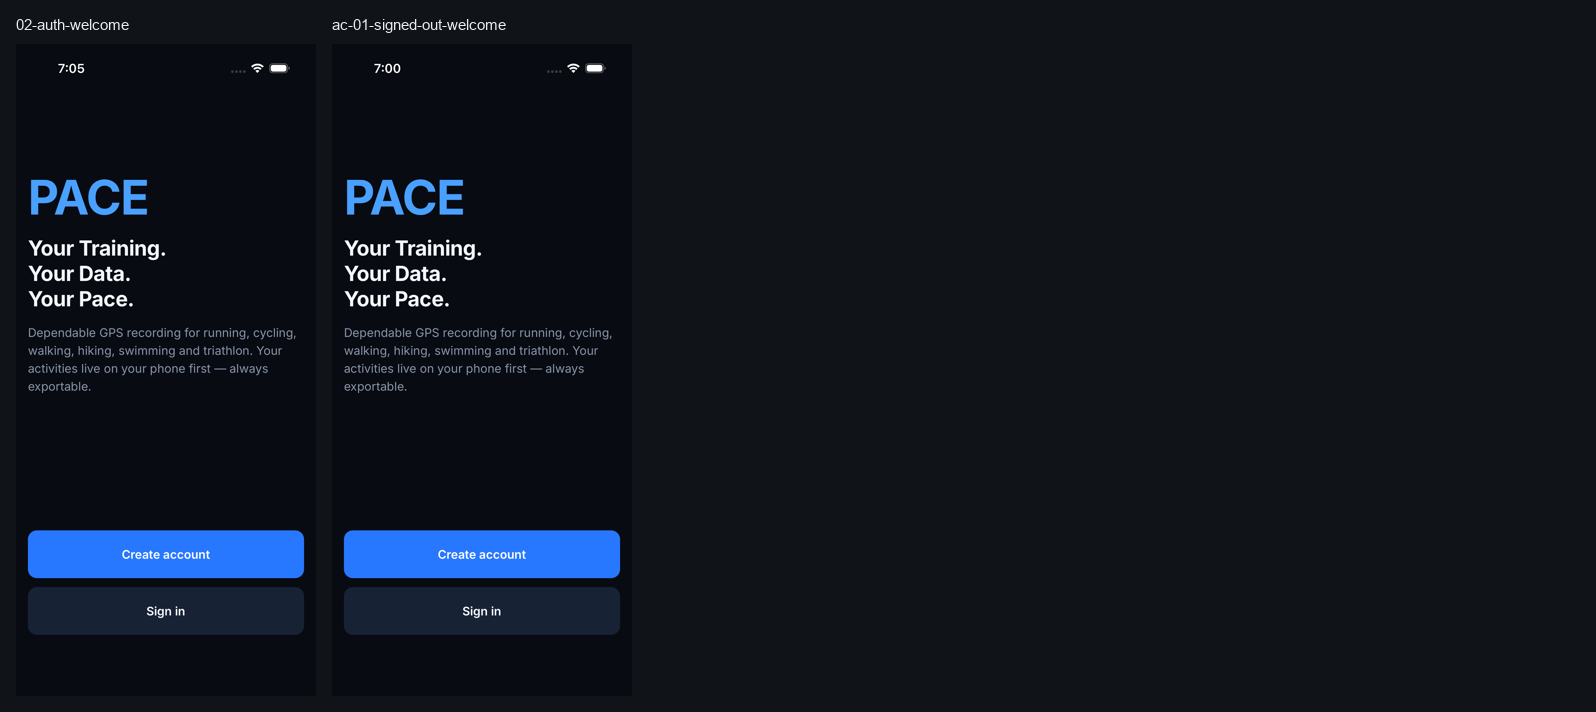 02-auth-welcome
7:05
PACE
Your Training.
Your Data.
Your Pace.
Dependable GPS recording for running, cycling,
walking, hiking, swimming and triathlon. Your
activities live on your phone first — always
exportable.
Create account
Sign in
ac-01-signed-out-welcome
7:00
PACE
Your Training.
Your Data.
Your Pace.
Dependable GPS recording for running, cycling,
walking, hiking, swimming and triathlon. Your
activities live on your phone first — always
exportable.
Create account
Sign in